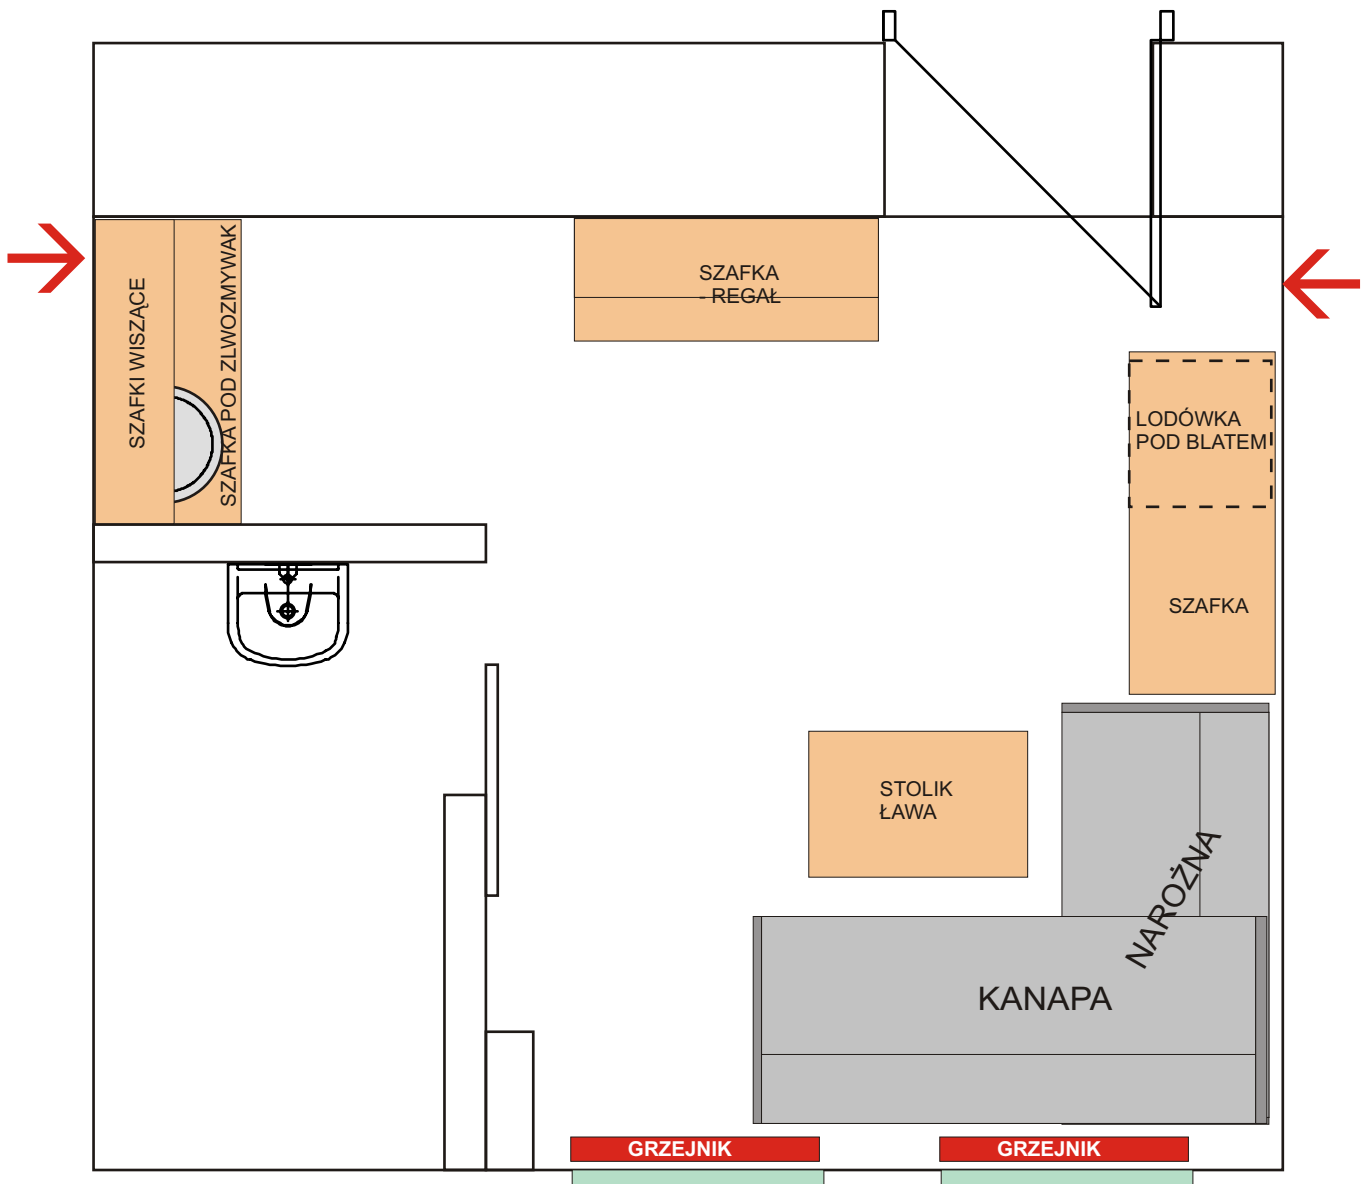 SZAFKI WISZĄCE
SZAFKA POD ZLWOZMYWAK
SZAFKA
- REGAŁ
LODÓWKA
POD BLATEM
SZAFKA
STOLIK
ŁAWA
NAROŻNA
KANAPA
GRZEJNIK
GRZEJNIK